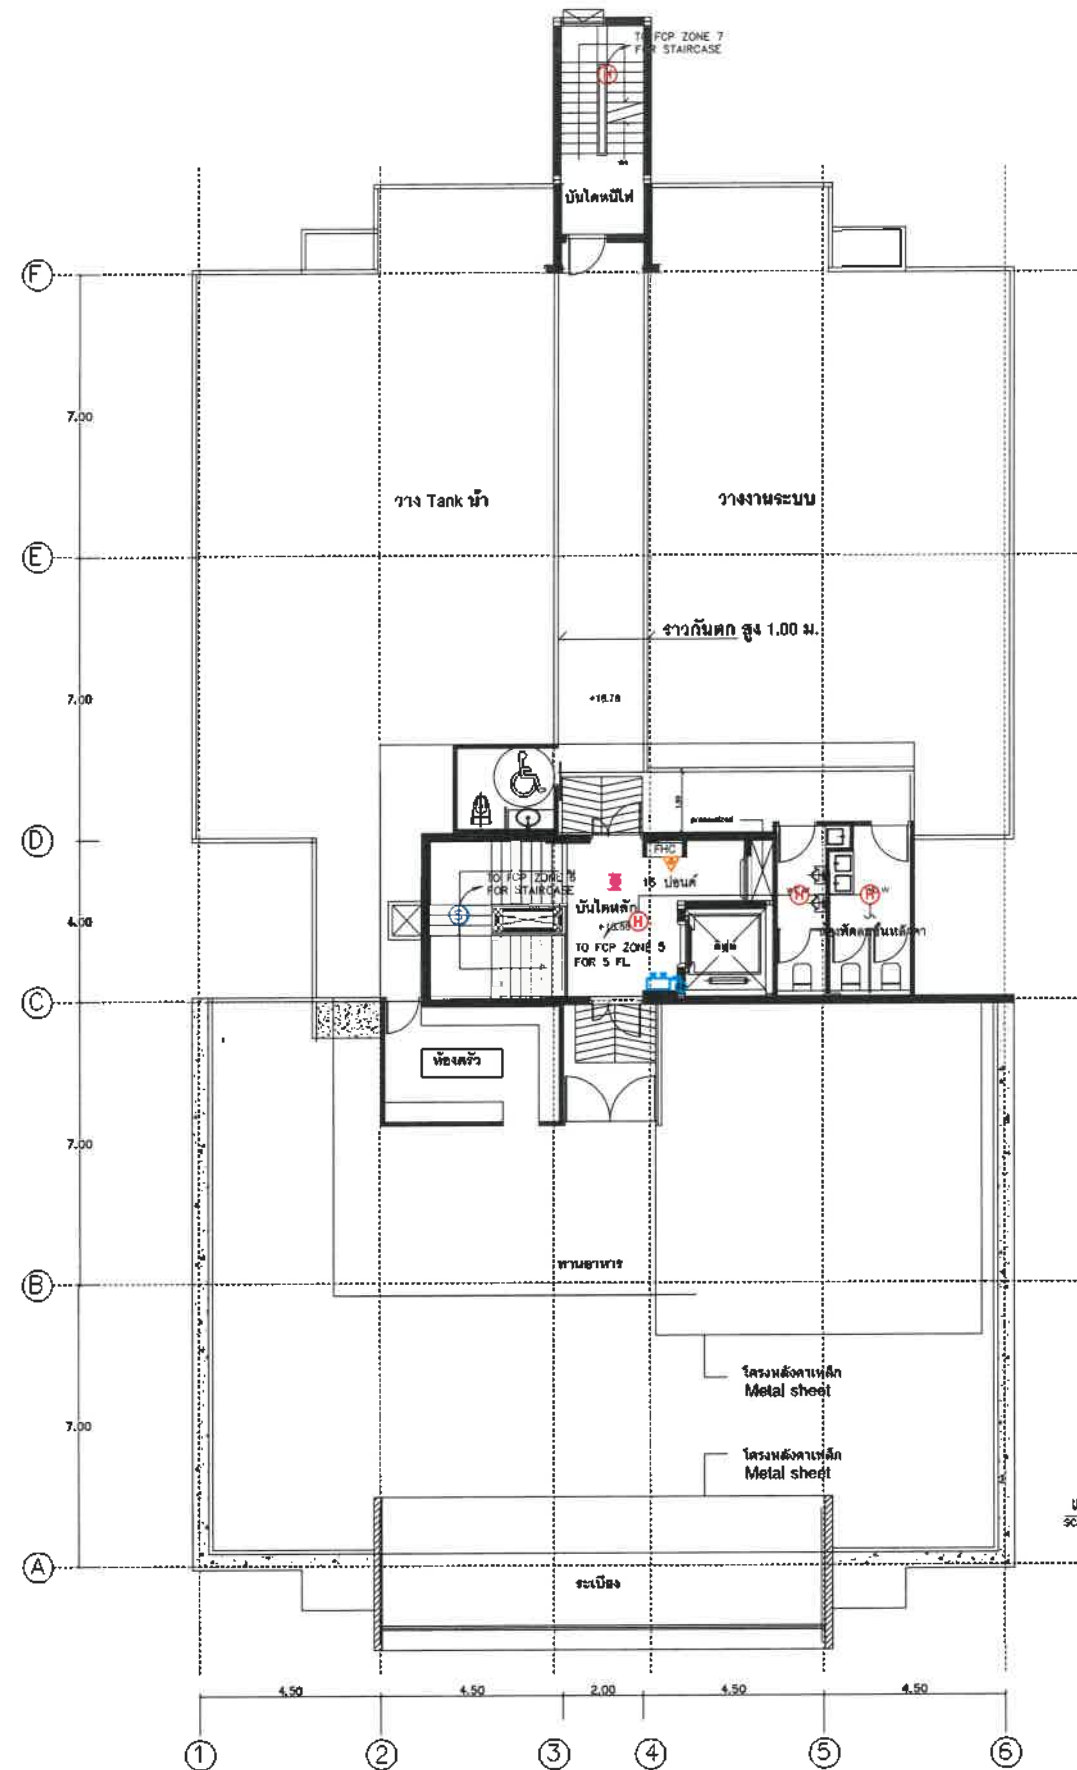 TO FCP ZONE 7
FOR STAIRCASE
H
บันไดหนีไฟ
F
7.00
วาง Tank น้ำ
วางงานระบบ
E
ราวกันตก สูง 1.00 ม.
7.00
+16.78
D
FHC
TO FCP ZONE 6
FOR STAIRCASE
S
15 ปอนด์
H
H
บันไดหลัก
H
4.00
TO FCP ZONE 5
FOR 5 FL
ลิฟต์
C
ห้องครัว
7.00
ทานอาหาร
B
โครงหลังคาเหล็ก
Metal sheet
7.00
โครงหลังคาเหล็ก
Metal sheet
A
ระเบียง
4.50
4.50
2.00
4.50
4.50
1
2
3
4
5
6